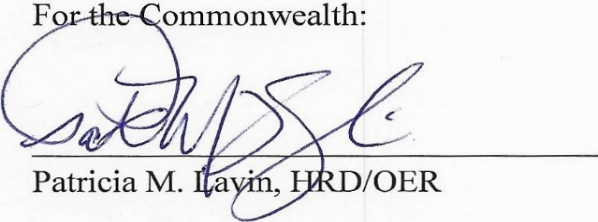 For the Commonwealth:
Patricia M. Lavin, HRD/OER